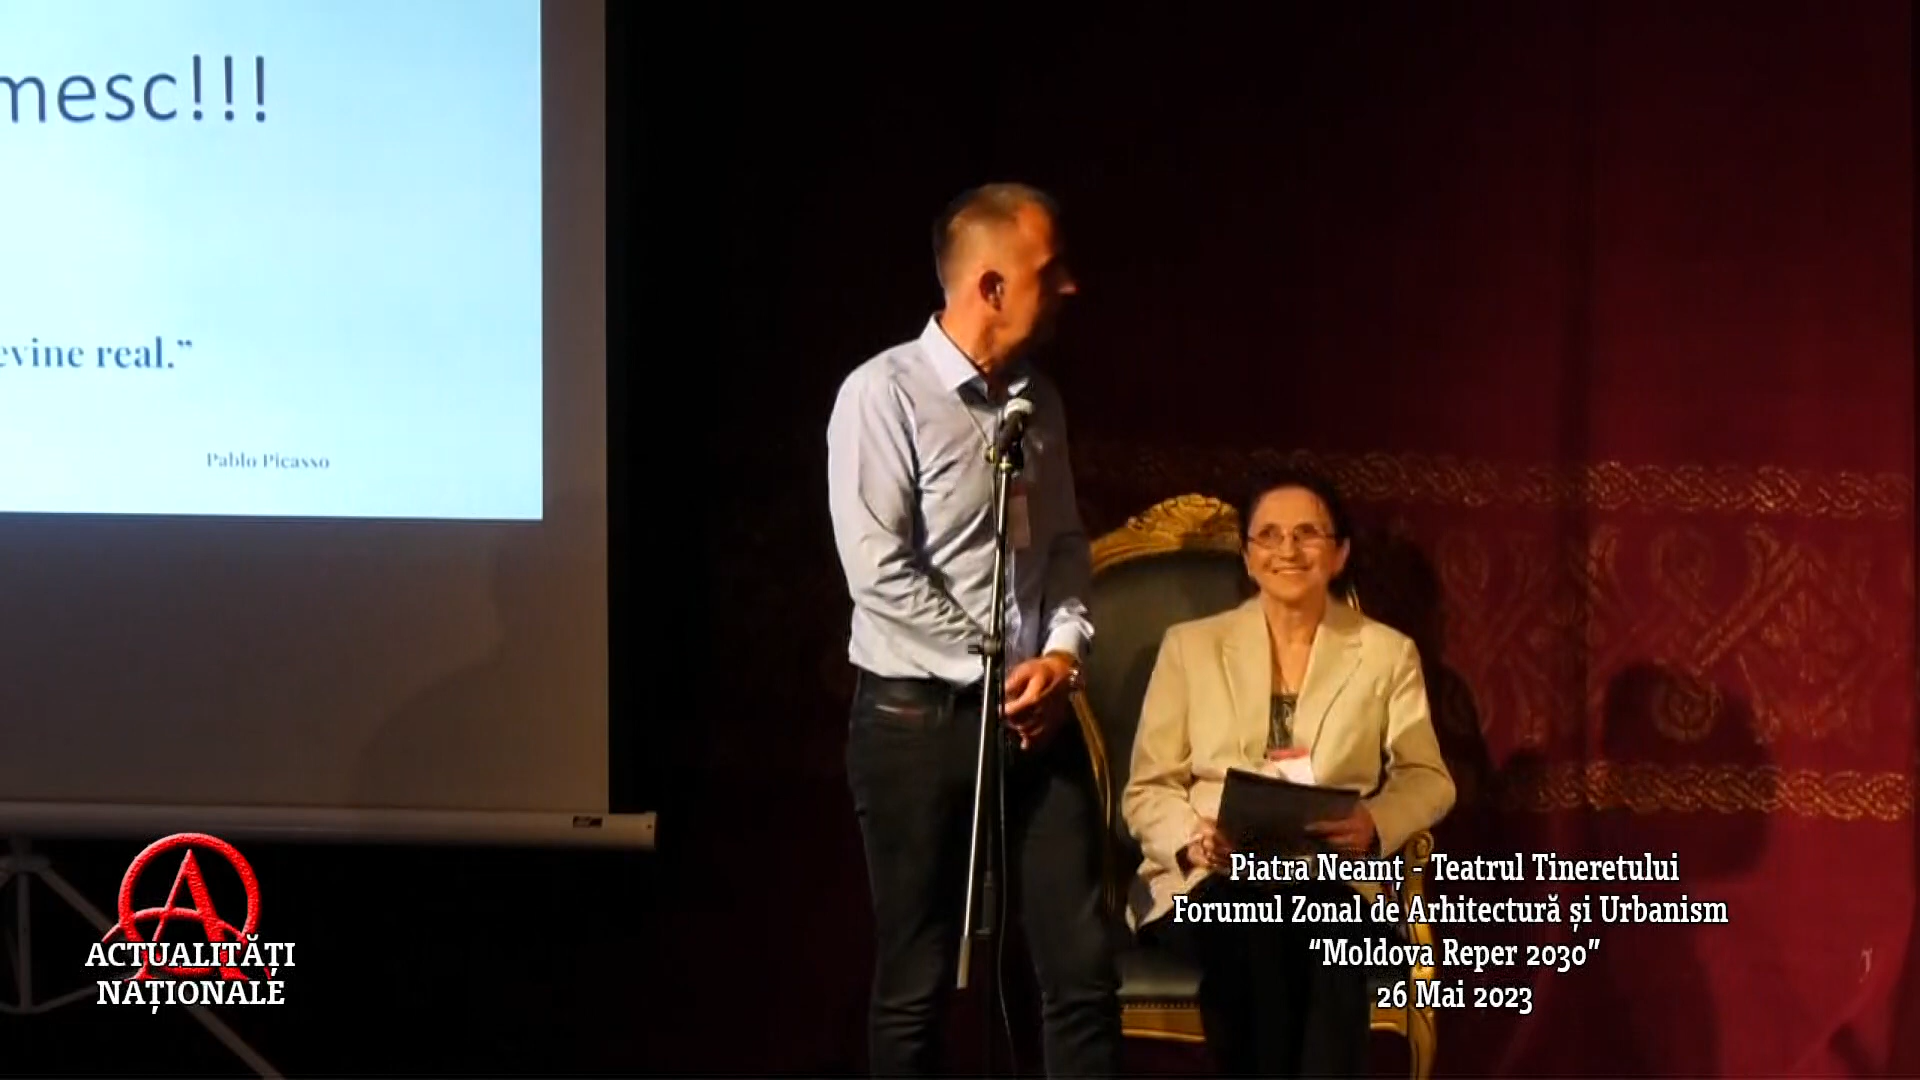 mesc!!!
evine real.”
Pablo Picasso
ACTUALITĂȚI
NAȚIONALE
Piatra Neamț - Teatrul Tineretului
Forumul Zonal de Arhitectură și Urbanism
“Moldova Reper 2030”
26 Mai 2023